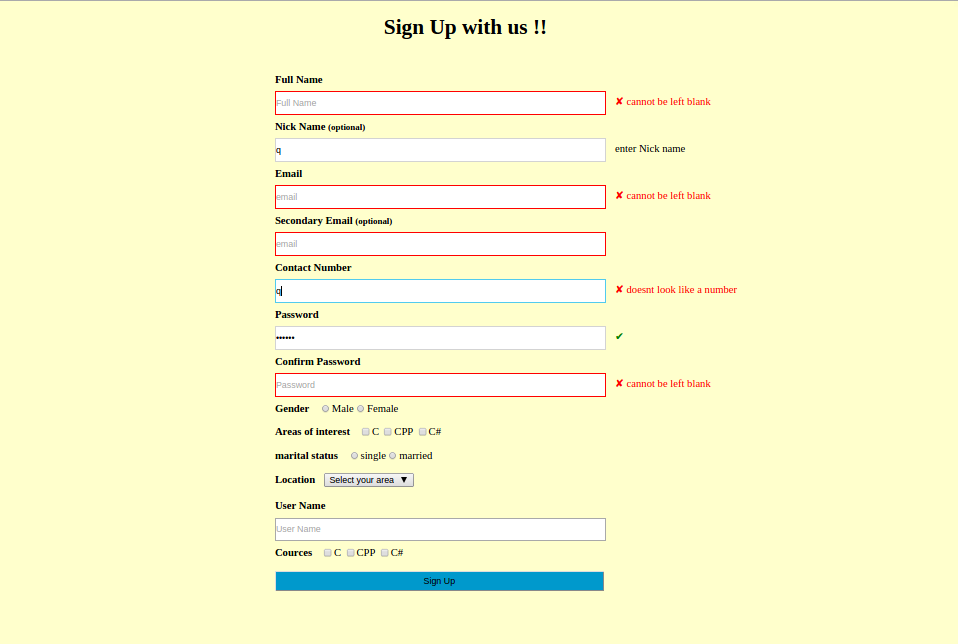 Sign Up with us !!
Full Name
Full Name ✘ cannot be left blank
Nick Name (optional)
q enter Nick name
Email
email ✘ cannot be left blank
Secondary Email (optional)
email
Contact Number
q ✘ doesnt look like a number
Password
•••••• ✔
Confirm Password
Password ✘ cannot be left blank
Gender Male Female
Areas of interest C CPP C#
marital status single married
Location Select your area ▼
User Name
User Name
Cources C CPP C#
Sign Up